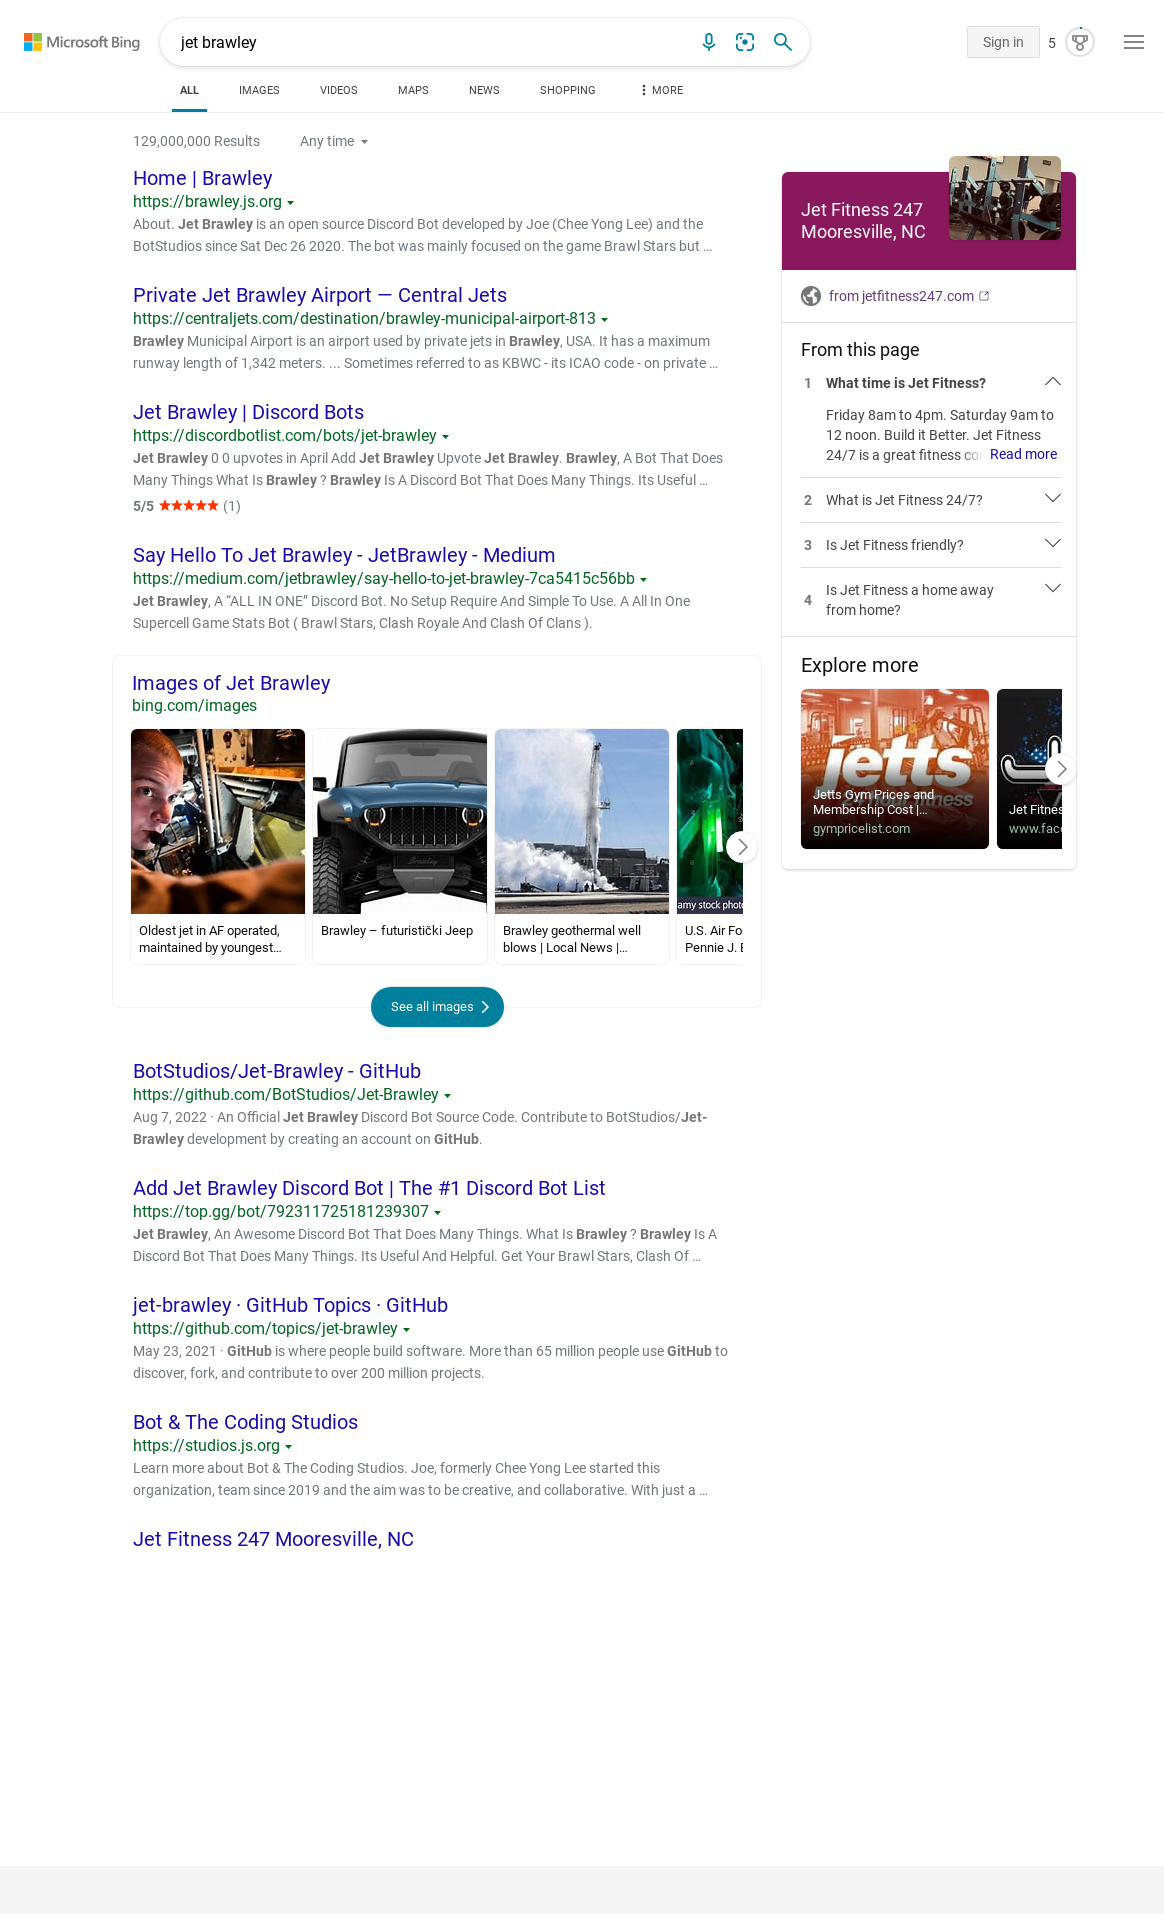 Microsoft Bing
jet brawley
Sign in
5
ALL
IMAGES
VIDEOS
MAPS
NEWS
SHOPPING
MORE
129,000,000 Results
Any time
Home | Brawley
https://brawley.js.org
About. Jet Brawley is an open source Discord Bot developed by Joe (Chee Yong Lee) and the
BotStudios since Sat Dec 26 2020. The bot was mainly focused on the game Brawl Stars but …
Private Jet Brawley Airport — Central Jets
https://centraljets.com/destination/brawley-municipal-airport-813
Brawley Municipal Airport is an airport used by private jets in Brawley, USA. It has a maximum
runway length of 1,342 meters. ... Sometimes referred to as KBWC - its ICAO code - on private …
Jet Brawley | Discord Bots
https://discordbotlist.com/bots/jet-brawley
Jet Brawley 0 0 upvotes in April Add Jet Brawley Upvote Jet Brawley. Brawley, A Bot That Does
Many Things What Is Brawley ? Brawley Is A Discord Bot That Does Many Things. Its Useful …
5/5 (1)
Say Hello To Jet Brawley - JetBrawley - Medium
https://medium.com/jetbrawley/say-hello-to-jet-brawley-7ca5415c56bb
Jet Brawley, A “ALL IN ONE” Discord Bot. No Setup Require And Simple To Use. A All In One
Supercell Game Stats Bot ( Brawl Stars, Clash Royale And Clash Of Clans ).
Images of Jet Brawley
bing.com/images
Brawley
amy stock photo
Oldest jet in AF operated,
maintained by youngest…
Brawley – futuristički Jeep
Brawley geothermal well
blows | Local News |…
U.S. Air For
Pennie J. B
See all images
BotStudios/Jet-Brawley - GitHub
https://github.com/BotStudios/Jet-Brawley
Aug 7, 2022 · An Official Jet Brawley Discord Bot Source Code. Contribute to BotStudios/Jet-
Brawley development by creating an account on GitHub.
Add Jet Brawley Discord Bot | The #1 Discord Bot List
https://top.gg/bot/792311725181239307
Jet Brawley, An Awesome Discord Bot That Does Many Things. What Is Brawley ? Brawley Is A
Discord Bot That Does Many Things. Its Useful And Helpful. Get Your Brawl Stars, Clash Of …
jet-brawley · GitHub Topics · GitHub
https://github.com/topics/jet-brawley
May 23, 2021 · GitHub is where people build software. More than 65 million people use GitHub to
discover, fork, and contribute to over 200 million projects.
Bot & The Coding Studios
https://studios.js.org
Learn more about Bot & The Coding Studios. Joe, formerly Chee Yong Lee started this
organization, team since 2019 and the aim was to be creative, and collaborative. With just a …
Jet Fitness 247 Mooresville, NC
Jet Fitness 247
Mooresville, NC
from jetfitness247.com
From this page
1 What time is Jet Fitness?
Friday 8am to 4pm. Saturday 9am to
12 noon. Build it Better. Jet Fitness
24/7 is a great fitness co Read more
2 What is Jet Fitness 24/7?
3 Is Jet Fitness friendly?
4 Is Jet Fitness a home away
from home?
Explore more
jetts
fitness
Jetts Gym Prices and
Membership Cost |…
gympricelist.com
Jet Fitnes
www.face